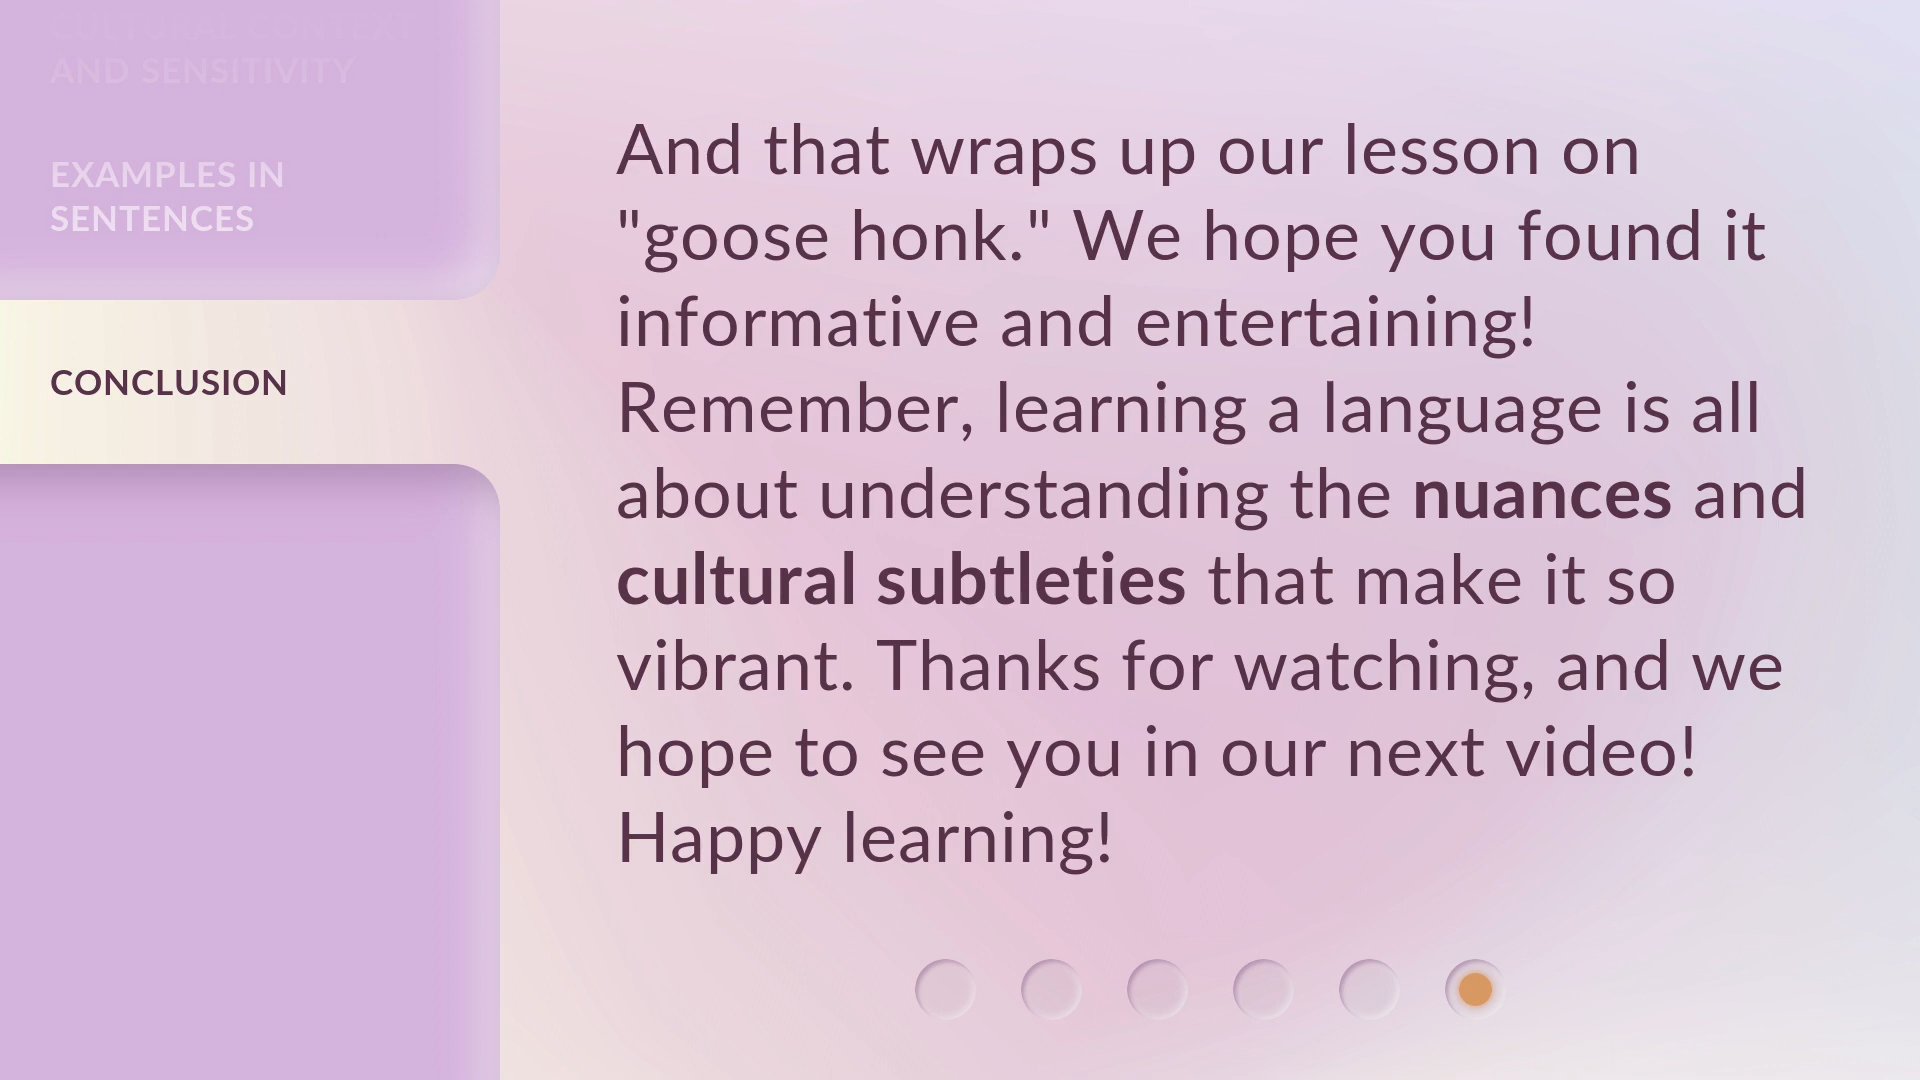 CULTURAL CONTEXT
AND SENSITIVITY
EXAMPLES IN
SENTENCES
CONCLUSION
And that wraps up our lesson on
"goose honk." We hope you found it
informative and entertaining!
Remember, learning a language is all
about understanding the nuances and
cultural subtleties that make it so
vibrant. Thanks for watching, and we
hope to see you in our next video!
Happy learning!